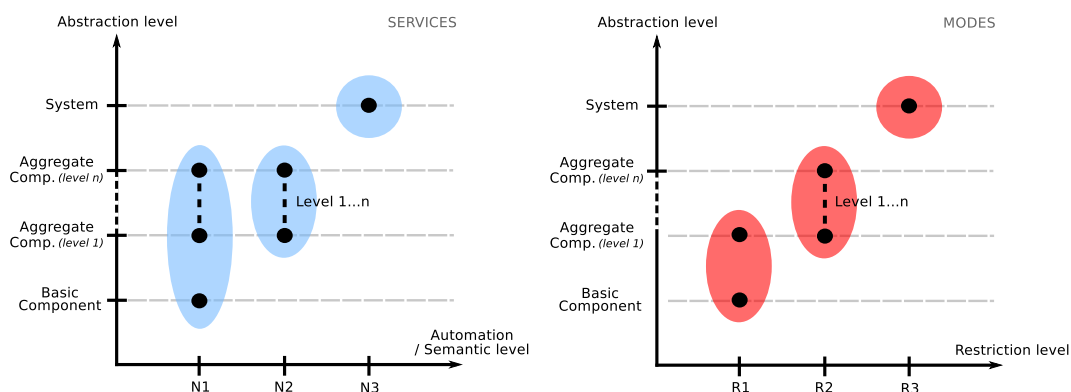 Abstraction level
SERVICES
System
Aggregate
Comp. (level n)
Level 1...n
Aggregate
Comp. (level 1)
Basic
Component
Automation
/ Semantic level
N1
N2
N3
Abstraction level
MODES
System
Aggregate
Comp. (level n)
Level 1...n
Aggregate
Comp. (level 1)
Basic
Component
Restriction level
R1
R2
R3